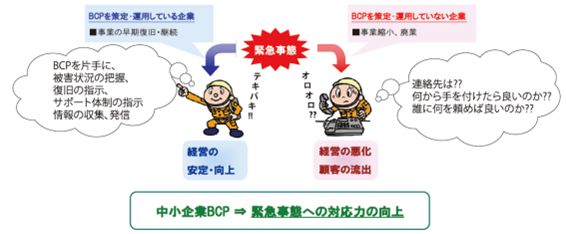 BCPを策定・運用している企業
■事業の早期復旧・継続
緊急事態
BCPを策定・運用していない企業
■事業縮小、廃業
BCPを片手に、
被害状況の把握、
復旧の指示、
サポート体制の指示
情報の収集、発信
テキパキ!!
オロオロ??
連絡先は??
何から手を付けたら良いのか??
誰に何を頼めば良いのか??
経営の
安定・向上
経営の悪化
顧客の流出
中小企業BCP ⇒ 緊急事態への対応力の向上